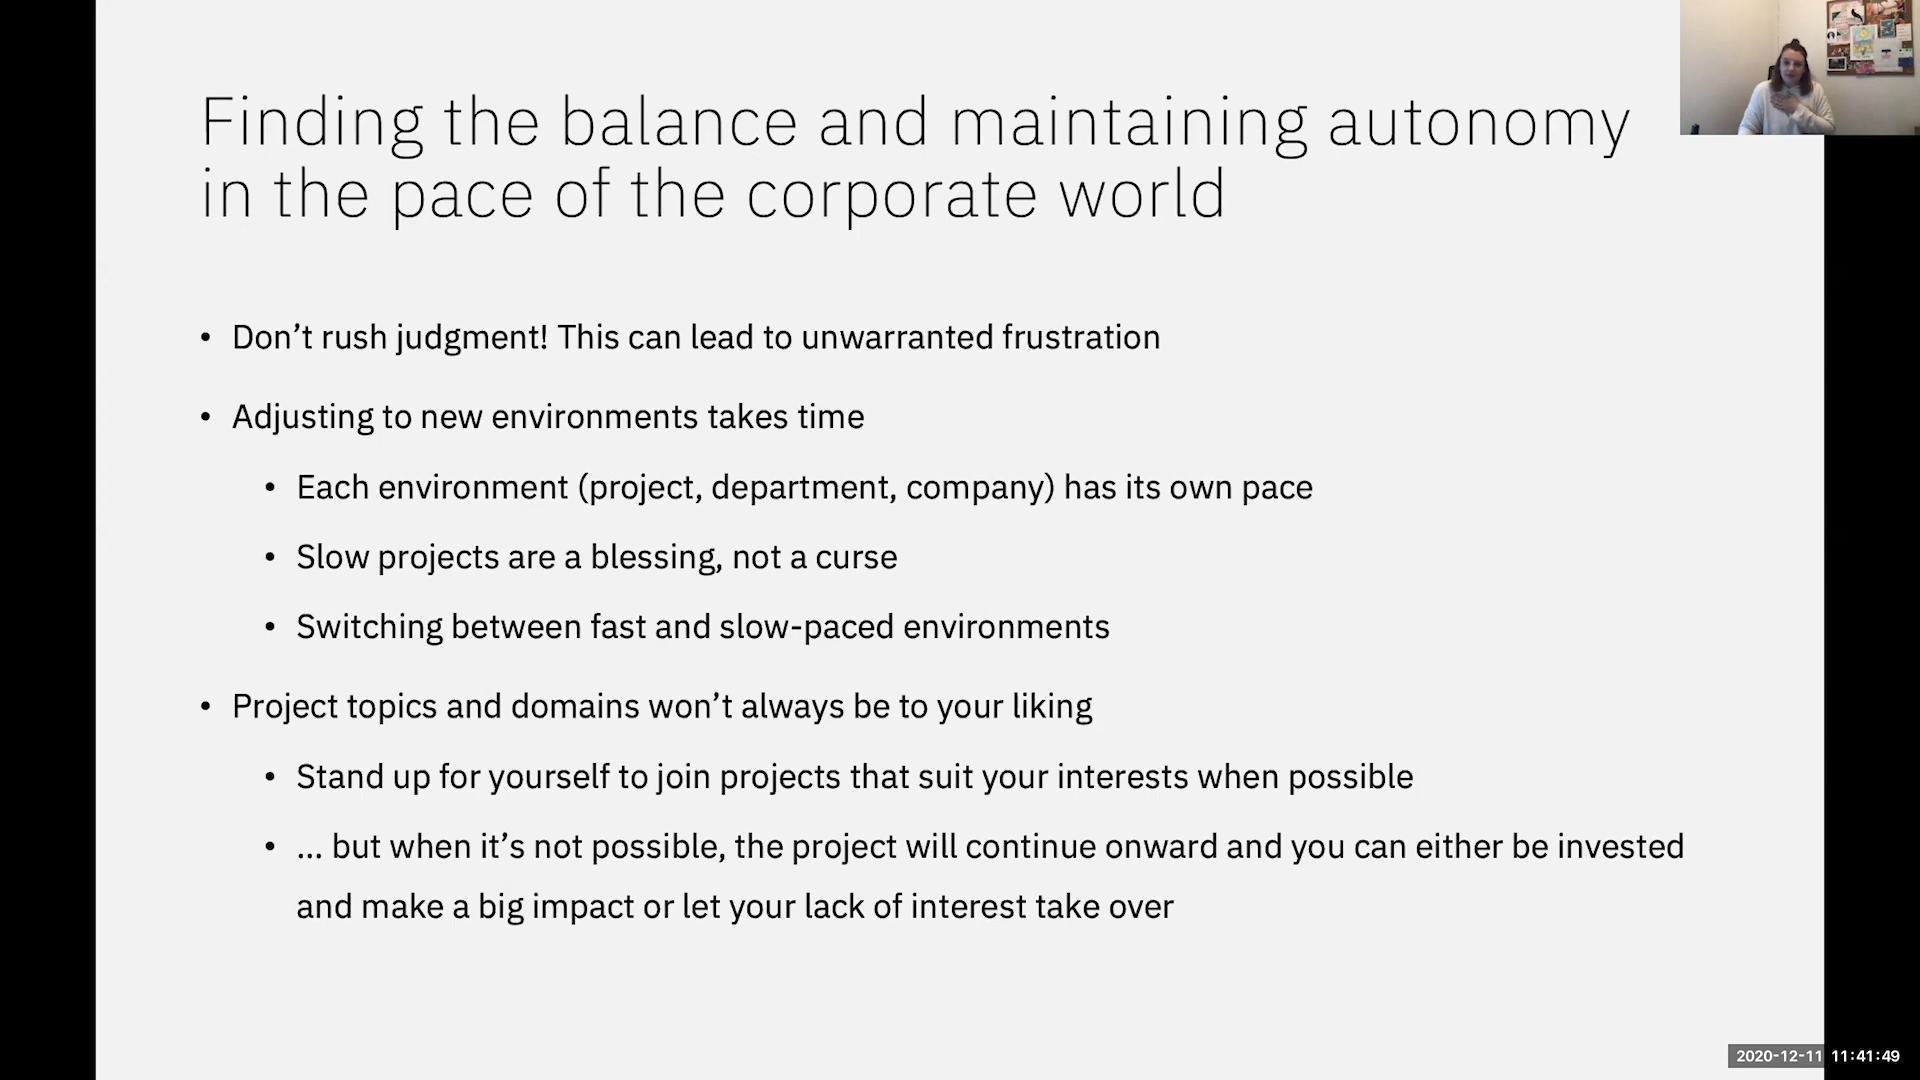 Finding the balance and maintaining autonomy
in the pace of the corporate world
• Don’t rush judgment! This can lead to unwarranted frustration
• Adjusting to new environments takes time
• Each environment (project, department, company) has its own pace
• Slow projects are a blessing, not a curse
• Switching between fast and slow-paced environments
• Project topics and domains won’t always be to your liking
• Stand up for yourself to join projects that suit your interests when possible
• … but when it’s not possible, the project will continue onward and you can either be invested
and make a big impact or let your lack of interest take over
2020-12-11 11:41:49